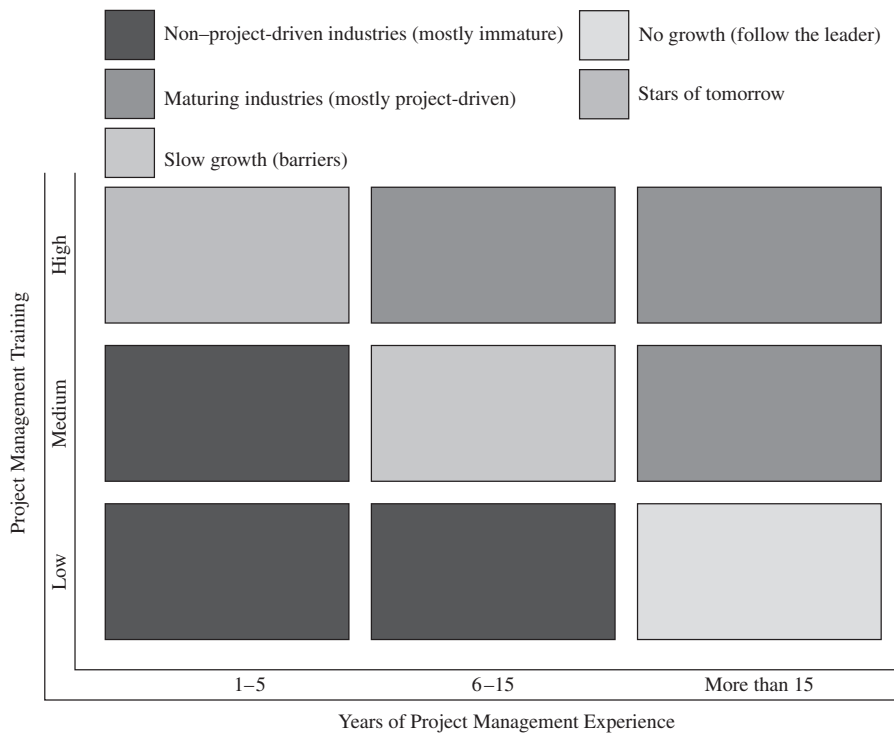 Non–project-driven industries (mostly immature)
No growth (follow the leader)
Maturing industries (mostly project-driven)
Stars of tomorrow
Slow growth (barriers)
Project Management Training
High
Medium
Low
1–5
6–15
More than 15
Years of Project Management Experience